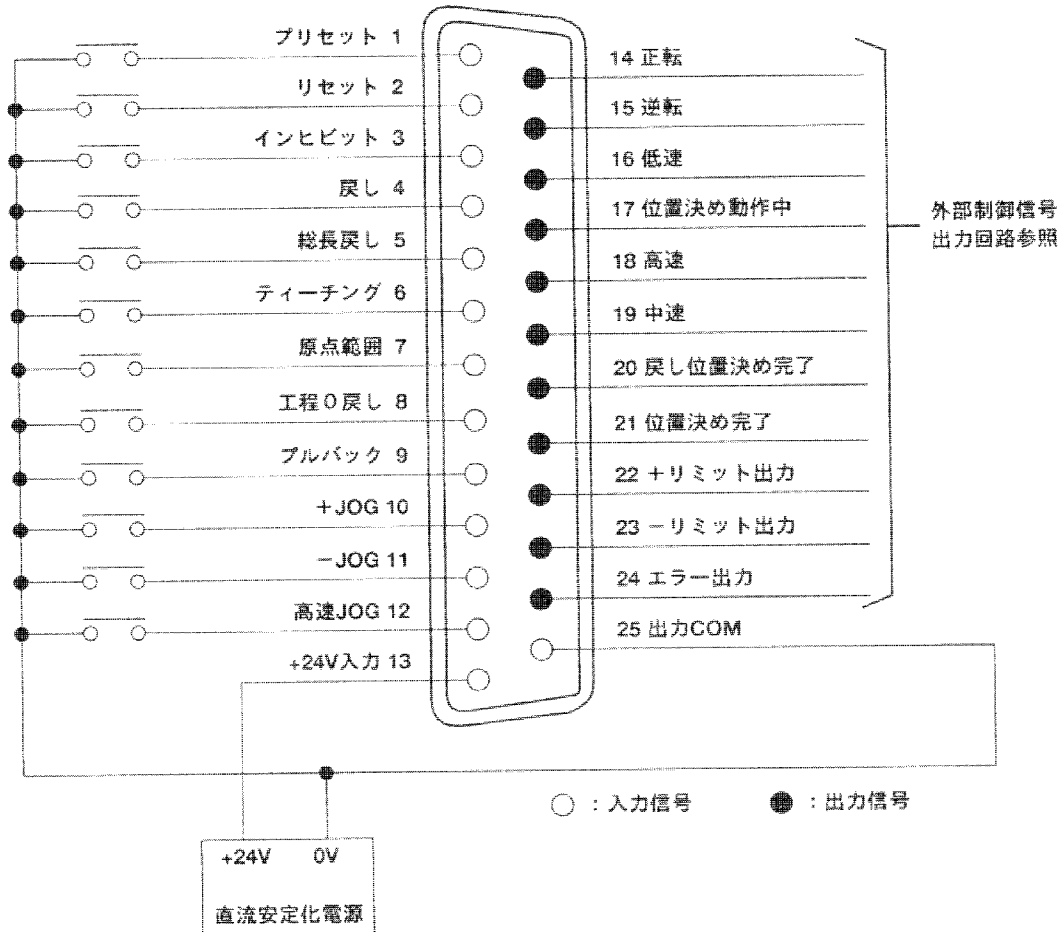 プリセット 1
リセット 2
インヒビット 3
戻し 4
総長戻し 5
ティーチング 6
原点範囲 7
工程0戻し 8
プルバック 9
+JOG 10
-JOG 11
高速JOG 12
+24V入力 13
14 正転
15 逆転
16 低速
17 位置決め動作中
18 高速
19 中速
20 戻し位置決め完了
21 位置決め完了
22 +リミット出力
23 -リミット出力
24 エラー出力
25 出力COM
外部制御信号
出力回路参照
○ : 入力信号
● : 出力信号
+24V 0V
直流安定化電源